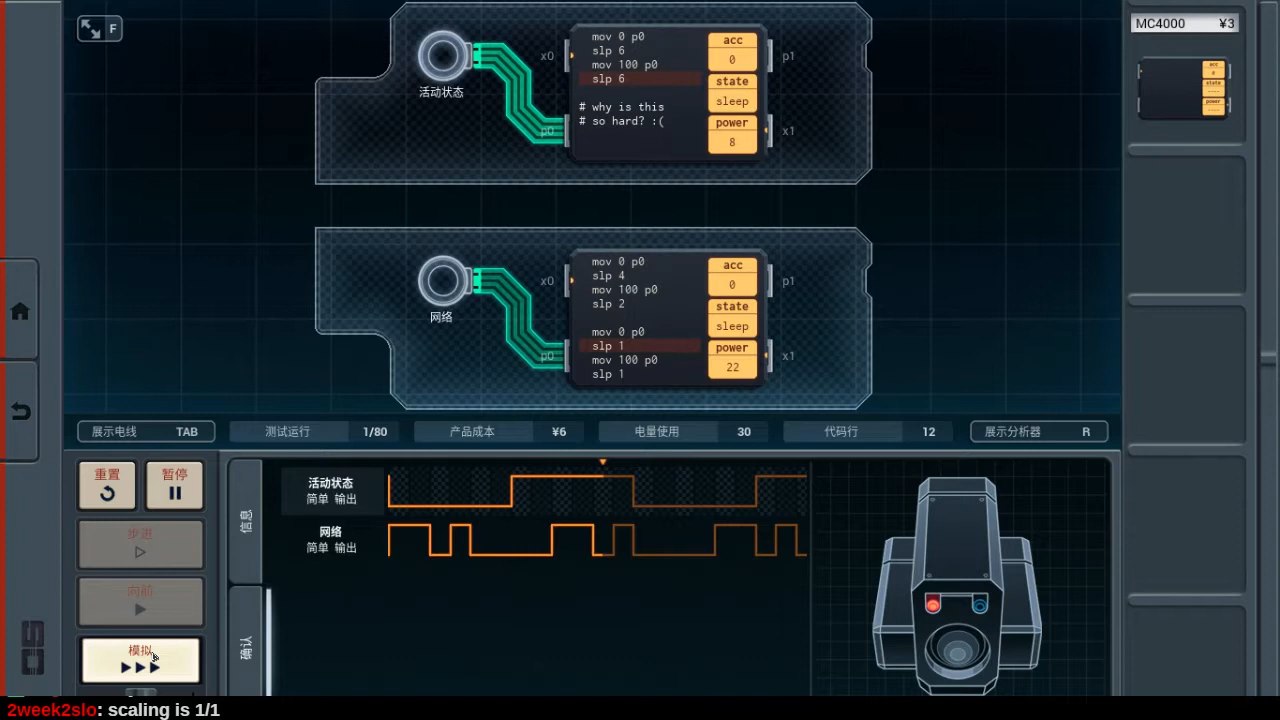 F
MC4000 ¥3
acc
0
state
----
power
----
活动状态
x0
p0
mov 0 p0
slp 6
mov 100 p0
slp 6
# why is this
# so hard? :(
acc
0
state
sleep
power
8
p1
x1
网络
x0
p0
mov 0 p0
slp 4
mov 100 p0
slp 2
mov 0 p0
slp 1
mov 100 p0
slp 1
acc
0
state
sleep
power
22
p1
x1
展示电线 TAB
测试运行 1/80
产品成本 ¥6
电量使用 30
代码行 12
展示分析器 R
重置
暂停
步进
向前
模拟
信息
确认
活动状态
简单 输出
网络
简单 输出
2week2slo: scaling is 1/1